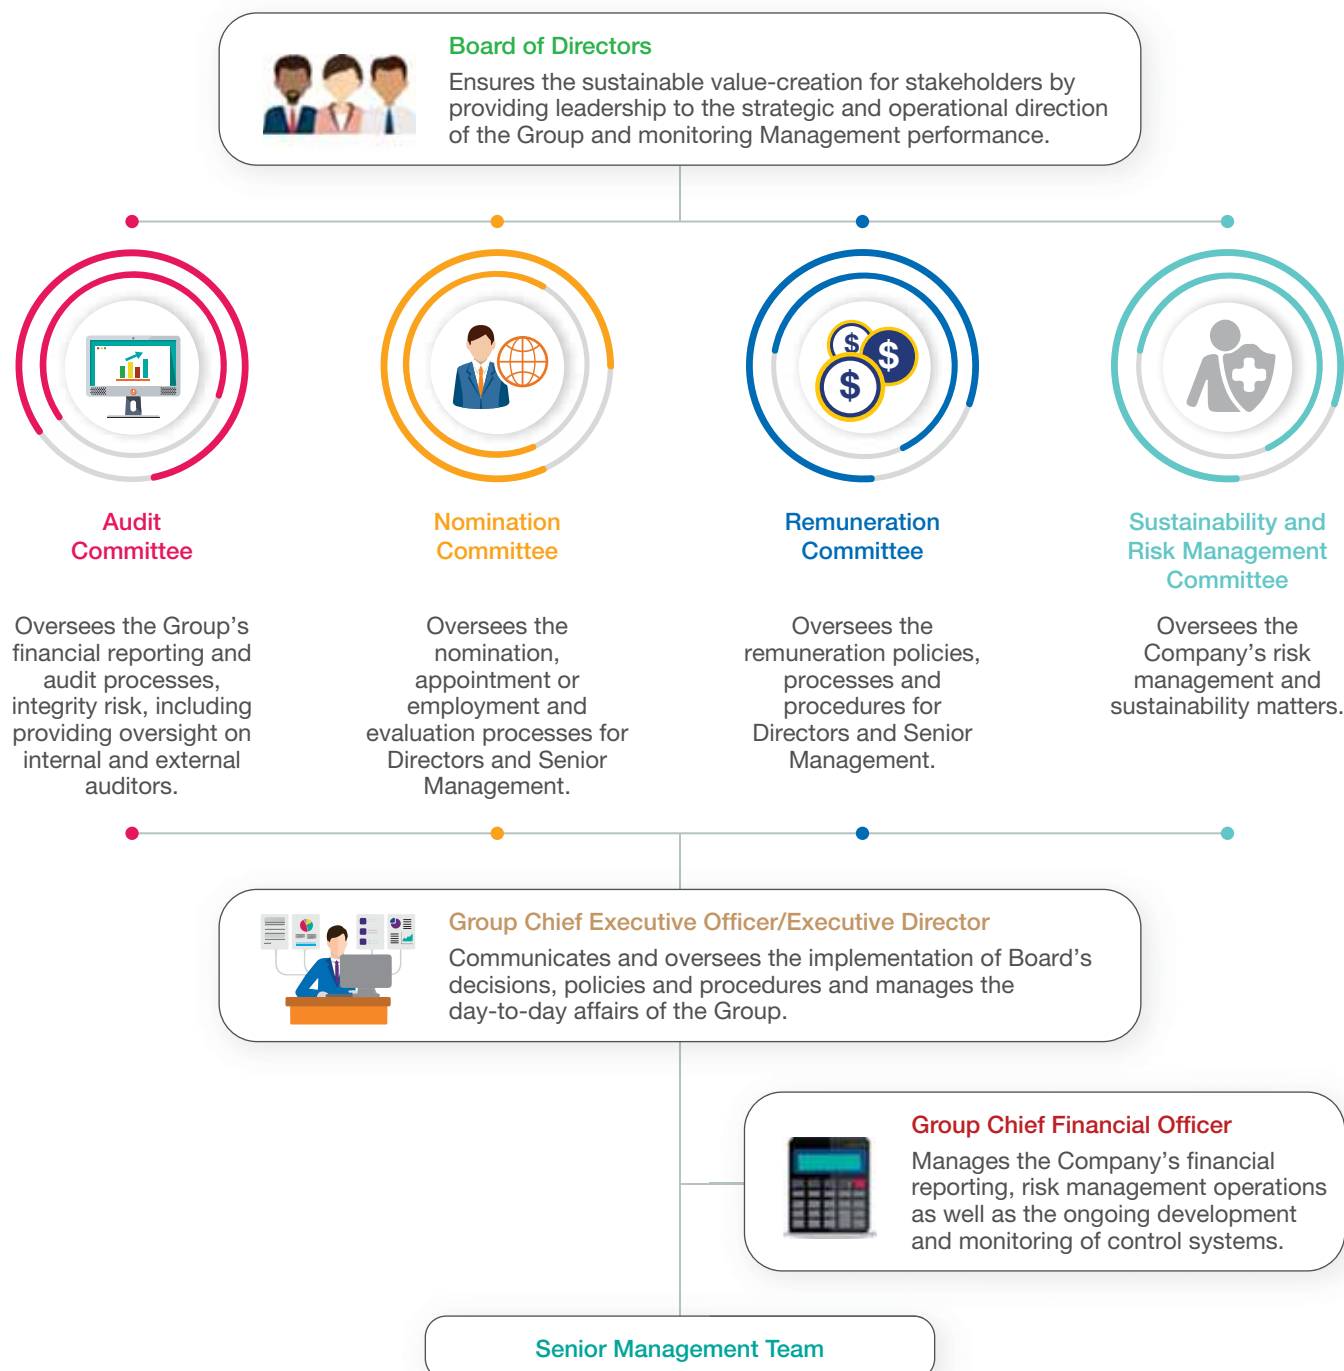 Board of Directors
Ensures the sustainable value-creation for stakeholders by
providing leadership to the strategic and operational direction
of the Group and monitoring Management performance.
$
$
$
Audit
Committee
Oversees the Group’s
financial reporting and
audit processes,
integrity risk, including
providing oversight on
internal and external
auditors.
Nomination
Committee
Oversees the
nomination,
appointment or
employment and
evaluation processes for
Directors and Senior
Management.
Remuneration
Committee
Oversees the
remuneration policies,
processes and
procedures for
Directors and Senior
Management.
Sustainability and
Risk Management
Committee
Oversees the
Company’s risk
management and
sustainability matters.
Group Chief Executive Officer/Executive Director
Communicates and oversees the implementation of Board’s
decisions, policies and procedures and manages the
day-to-day affairs of the Group.
Group Chief Financial Officer
Manages the Company’s financial
reporting, risk management operations
as well as the ongoing development
and monitoring of control systems.
Senior Management Team